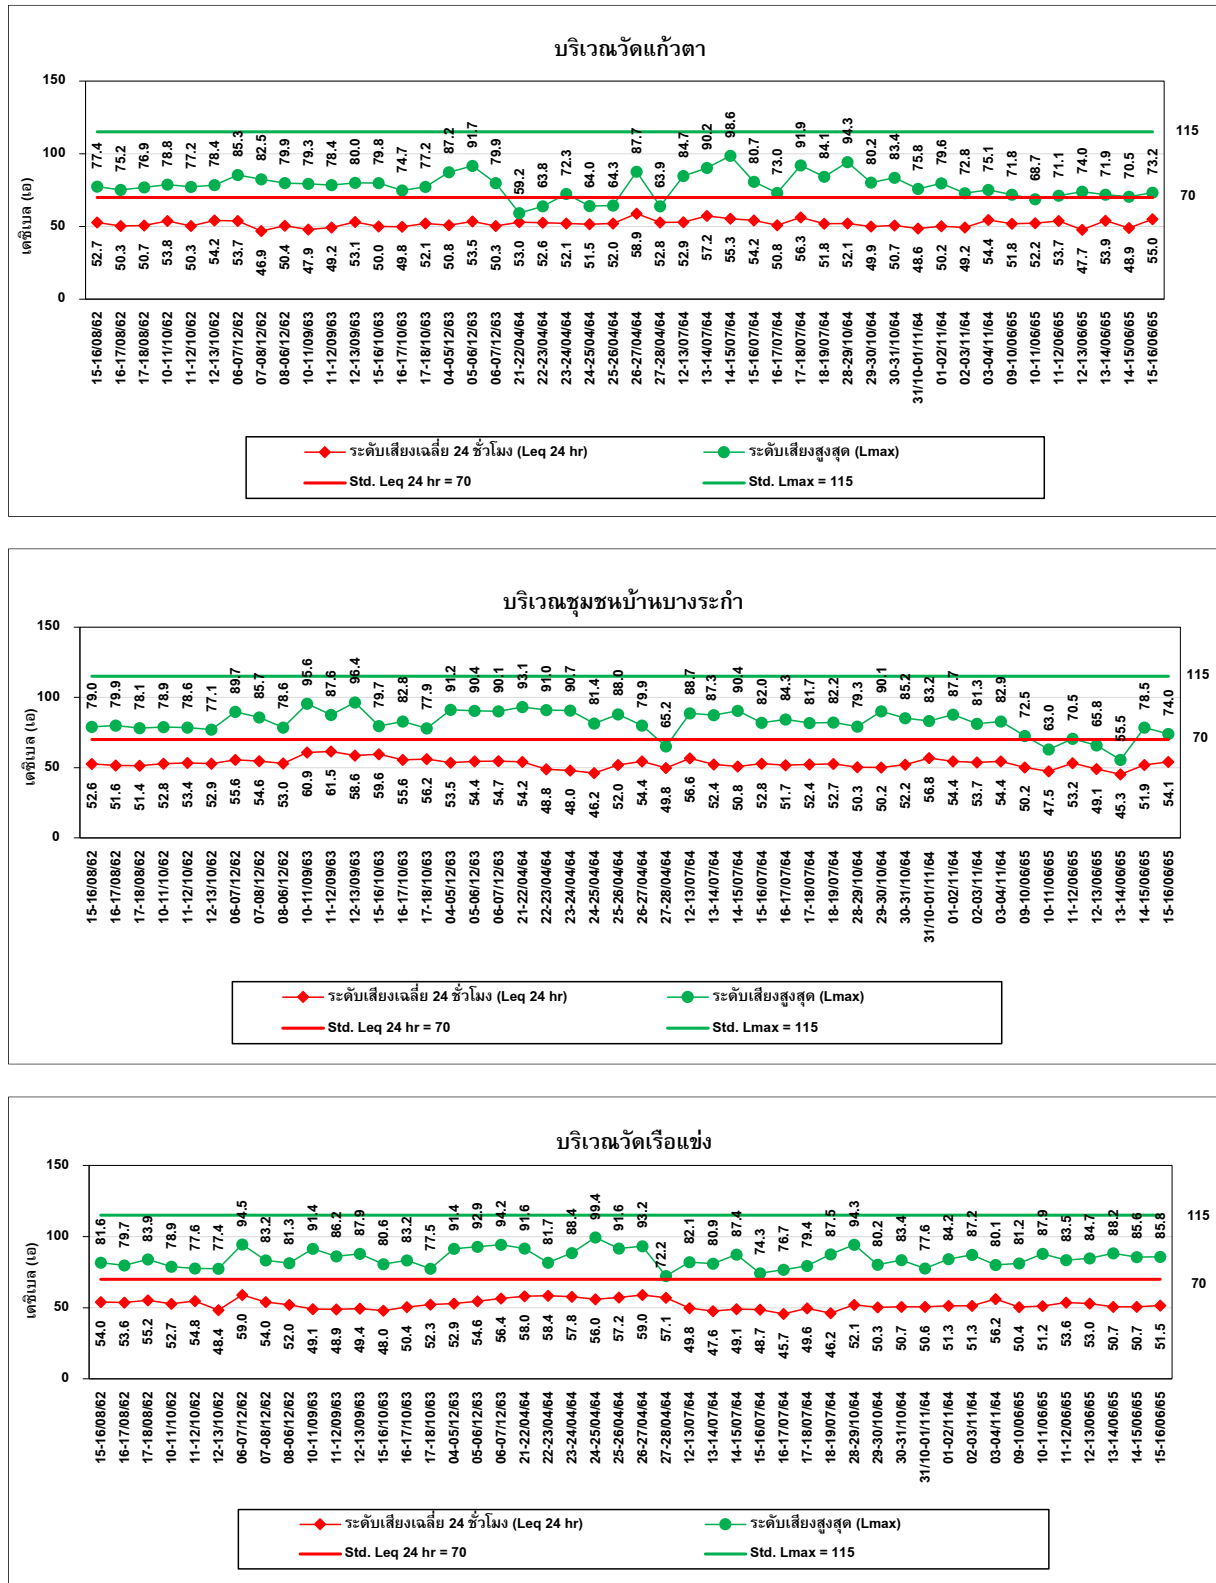 บริเวณวัดแก้วตา
150
100
50
0
เดซิเบล (เอ)
115
70
77.4 75.2 76.9 78.8 77.2 78.4 85.3 82.5 79.9 79.3 78.4 80.0 79.8 74.7 77.2 87.2 91.7 79.9 59.2 63.8 72.3 64.0 64.3 87.7 63.9 84.7 90.2 98.6 80.7 73.0 91.9 84.1 94.3 80.2 83.4 75.8 79.6 72.8 75.1 71.8 68.7 71.1 74.0 71.9 70.5 73.2
52.7 50.3 50.7 53.8 50.3 54.2 53.7 46.9 50.4 47.9 49.2 53.1 50.0 49.8 52.1 50.8 53.5 50.3 53.0 52.6 52.1 51.5 52.0 58.9 52.8 52.9 57.2 55.3 54.2 50.8 56.3 51.8 52.1 49.9 50.7 48.6 50.2 49.2 54.4 51.8 52.2 53.7 47.7 53.9 48.9 55.0
15-16/08/62 16-17/08/62 17-18/08/62 10-11/10/62 11-12/10/62 12-13/10/62 06-07/12/62 07-08/12/62 08-06/12/62 10-11/09/63 11-12/09/63 12-13/09/63 15-16/10/63 16-17/10/63 17-18/10/63 04-05/12/63 05-06/12/63 06-07/12/63 21-22/04/64 22-23/04/64 23-24/04/64 24-25/04/64 25-26/04/64 26-27/04/64 27-28/04/64 12-13/07/64 13-14/07/64 14-15/07/64 15-16/07/64 16-17/07/64 17-18/07/64 18-19/07/64 28-29/10/64 29-30/10/64 30-31/10/64 31/10-01/11/64 01-02/11/64 02-03/11/64 03-04/11/64 09-10/06/65 10-11/06/65 11-12/06/65 12-13/06/65 13-14/06/65 14-15/06/65 15-16/06/65
ระดับเสียงเฉลี่ย 24 ชั่วโมง (Leq 24 hr) ระดับเสียงสูงสุด (Lmax)
Std. Leq 24 hr = 70 Std. Lmax = 115
บริเวณชุมชนบ้านบางระกำ
150
100
50
0
เดซิเบล (เอ)
115
70
79.0 79.9 78.1 78.9 78.6 77.1 89.7 85.7 78.6 95.6 87.6 96.4 79.7 82.8 77.9 91.2 90.4 90.1 93.1 91.0 90.7 81.4 88.0 79.9 65.2 88.7 87.3 90.4 82.0 84.3 81.7 82.2 79.3 90.1 85.2 83.2 87.7 81.3 82.9 72.5 63.0 70.5 65.8 55.5 78.5 74.0
52.6 51.6 51.4 52.8 53.4 52.9 55.6 54.6 53.0 60.9 61.5 58.6 59.6 55.6 56.2 53.5 54.4 54.7 54.2 48.8 48.0 46.2 52.0 54.4 49.8 56.6 52.4 50.8 52.8 51.7 52.4 52.7 50.3 50.2 52.2 56.8 54.4 53.7 54.4 50.2 47.5 53.2 49.1 45.3 51.9 54.1
15-16/08/62 16-17/08/62 17-18/08/62 10-11/10/62 11-12/10/62 12-13/10/62 06-07/12/62 07-08/12/62 08-06/12/62 10-11/09/63 11-12/09/63 12-13/09/63 15-16/10/63 16-17/10/63 17-18/10/63 04-05/12/63 05-06/12/63 06-07/12/63 21-22/04/64 22-23/04/64 23-24/04/64 24-25/04/64 25-26/04/64 26-27/04/64 27-28/04/64 12-13/07/64 13-14/07/64 14-15/07/64 15-16/07/64 16-17/07/64 17-18/07/64 18-19/07/64 28-29/10/64 29-30/10/64 30-31/10/64 31/10-01/11/64 01-02/11/64 02-03/11/64 03-04/11/64 09-10/06/65 10-11/06/65 11-12/06/65 12-13/06/65 13-14/06/65 14-15/06/65 15-16/06/65
ระดับเสียงเฉลี่ย 24 ชั่วโมง (Leq 24 hr) ระดับเสียงสูงสุด (Lmax)
Std. Leq 24 hr = 70 Std. Lmax = 115
บริเวณวัดเรือแข่ง
150
100
50
0
เดซิเบล (เอ)
115
70
81.6 79.7 83.9 78.9 77.6 77.4 94.5 83.2 81.3 91.4 86.2 87.9 80.6 83.2 77.5 91.4 92.9 94.2 91.6 81.7 88.4 99.4 91.6 93.2 72.2 82.1 80.9 87.4 74.3 76.7 79.4 87.5 94.3 80.2 83.4 77.6 84.2 87.2 80.1 81.2 87.9 83.5 84.7 88.2 85.6 85.8
54.0 53.6 55.2 52.7 54.8 48.4 59.0 54.0 52.0 49.1 48.9 49.4 48.0 50.4 52.3 52.9 54.6 56.4 58.0 58.4 57.8 56.0 57.2 59.0 57.1 49.8 47.6 49.1 48.7 45.7 49.6 46.2 52.1 50.3 50.7 50.6 51.3 51.3 56.2 50.4 51.2 53.6 53.0 50.7 50.7 51.5
15-16/08/62 16-17/08/62 17-18/08/62 10-11/10/62 11-12/10/62 12-13/10/62 06-07/12/62 07-08/12/62 08-06/12/62 10-11/09/63 11-12/09/63 12-13/09/63 15-16/10/63 16-17/10/63 17-18/10/63 04-05/12/63 05-06/12/63 06-07/12/63 21-22/04/64 22-23/04/64 23-24/04/64 24-25/04/64 25-26/04/64 26-27/04/64 27-28/04/64 12-13/07/64 13-14/07/64 14-15/07/64 15-16/07/64 16-17/07/64 17-18/07/64 18-19/07/64 28-29/10/64 29-30/10/64 30-31/10/64 31/10-01/11/64 01-02/11/64 02-03/11/64 03-04/11/64 09-10/06/65 10-11/06/65 11-12/06/65 12-13/06/65 13-14/06/65 14-15/06/65 15-16/06/65
ระดับเสียงเฉลี่ย 24 ชั่วโมง (Leq 24 hr) ระดับเสียงสูงสุด (Lmax)
Std. Leq 24 hr = 70 Std. Lmax = 115